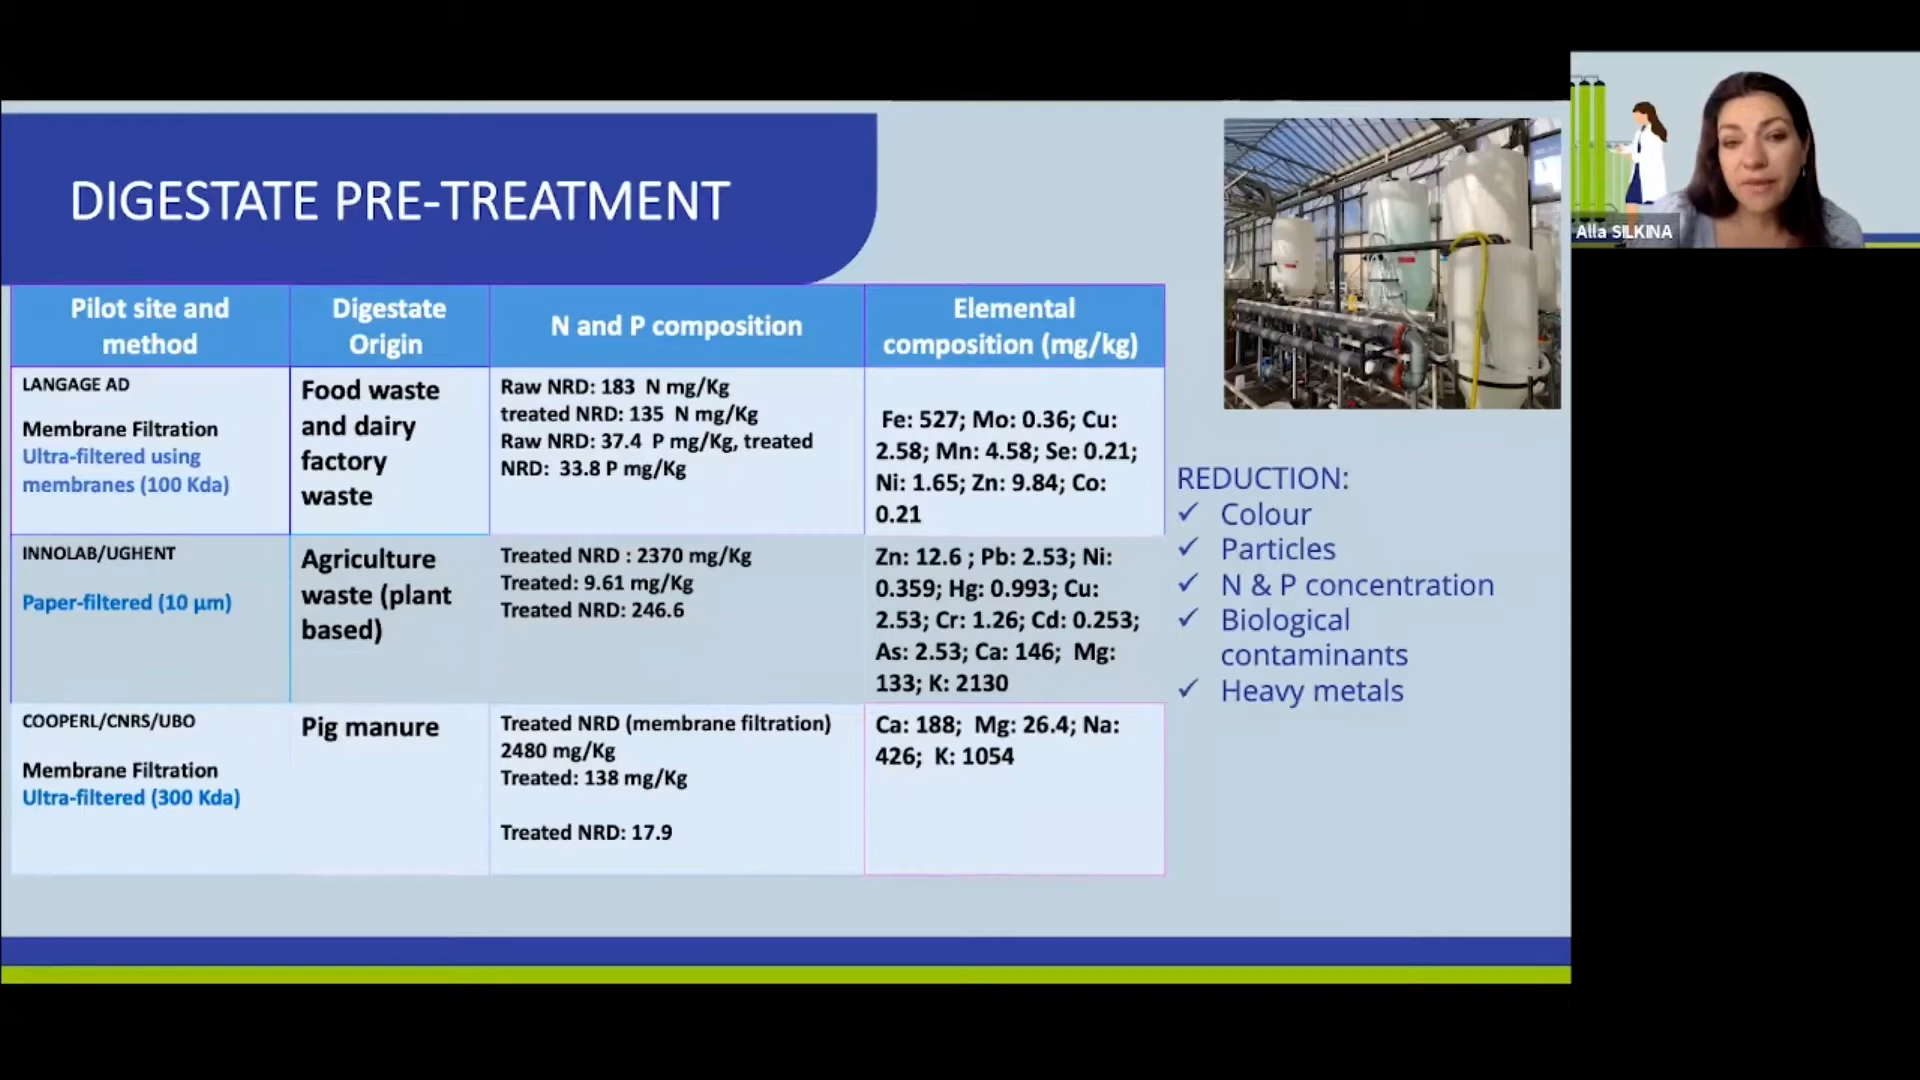 DIGESTATE PRE-TREATMENT
Alla SILKINA
Pilot site and
method
Digestate
Origin
N and P composition
Elemental
composition (mg/kg)
LANGAGE AD
Membrane Filtration
Ultra-filtered using
membranes (100 Kda)
Food waste
and dairy
factory
waste
Raw NRD: 183 N mg/Kg
treated NRD: 135 N mg/Kg
Raw NRD: 37.4 P mg/Kg, treated
NRD: 33.8 P mg/Kg
Fe: 527; Mo: 0.36; Cu:
2.58; Mn: 4.58; Se: 0.21;
Ni: 1.65; Zn: 9.84; Co:
0.21
INNOLAB/UGHENT
Paper-filtered (10 µm)
Agriculture
waste (plant
based)
Treated NRD : 2370 mg/Kg
Treated: 9.61 mg/Kg
Treated NRD: 246.6
Zn: 12.6 ; Pb: 2.53; Ni:
0.359; Hg: 0.993; Cu:
2.53; Cr: 1.26; Cd: 0.253;
As: 2.53; Ca: 146; Mg:
133; K: 2130
COOPERL/CNRS/UBO
Membrane Filtration
Ultra-filtered (300 Kda)
Pig manure
Treated NRD (membrane filtration)
2480 mg/Kg
Treated: 138 mg/Kg
Treated NRD: 17.9
Ca: 188; Mg: 26.4; Na:
426; K: 1054
REDUCTION:
✓ Colour
✓ Particles
✓ N & P concentration
✓ Biological
contaminants
✓ Heavy metals